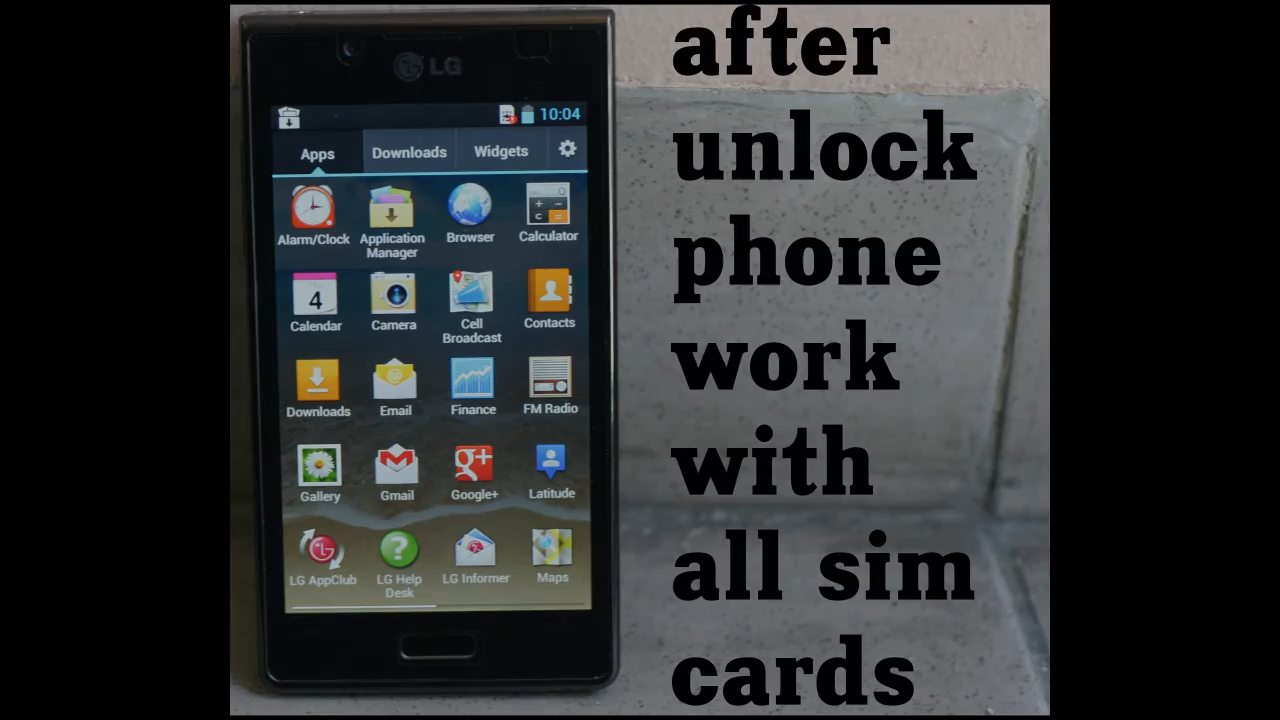 LG
10:04
Apps Downloads Widgets
Alarm/Clock Application Manager Browser Calculator
4
Calendar Camera Cell Broadcast Contacts
Downloads Email Finance FM Radio
Gallery Gmail Google+ Latitude
LG AppClub LG Help Desk LG Informer Maps
after
unlock
phone
work
with
all sim
cards